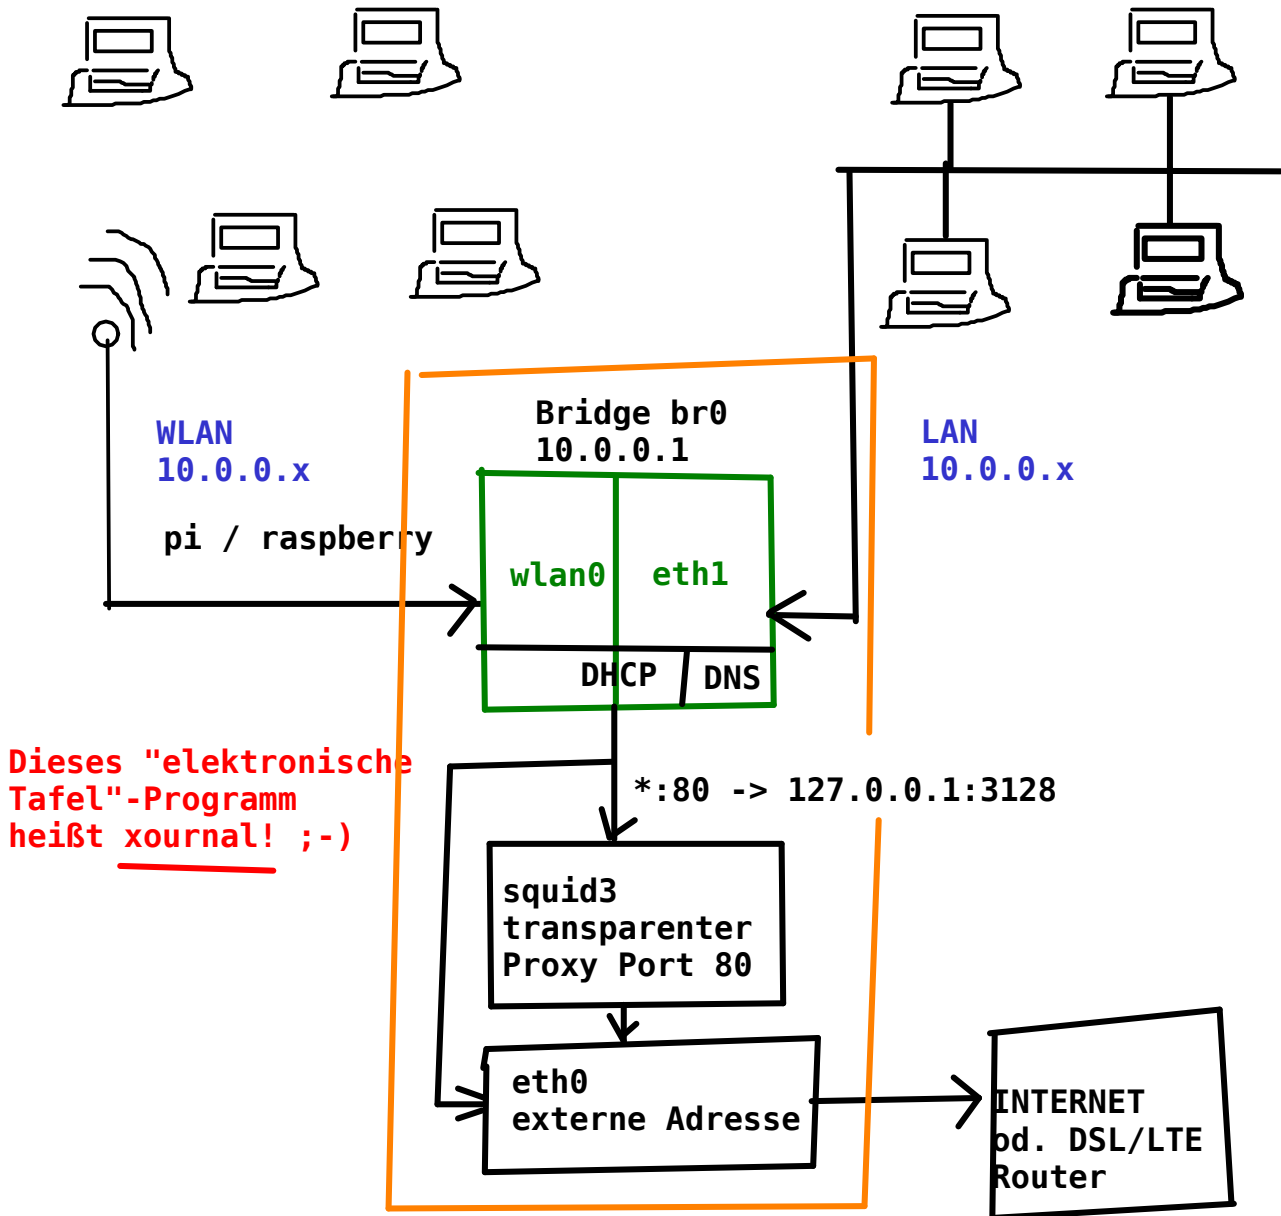 Bridge br0
10.0.0.1
WLAN
10.0.0.x
LAN
10.0.0.x
pi / raspberry
wlan0
eth1
DHCP
DNS
Dieses "elektronische
Tafel"-Programm
heißt xournal! ;-)
*:80 -> 127.0.0.1:3128
squid3
transparenter
Proxy Port 80
eth0
externe Adresse
INTERNET
od. DSL/LTE
Router